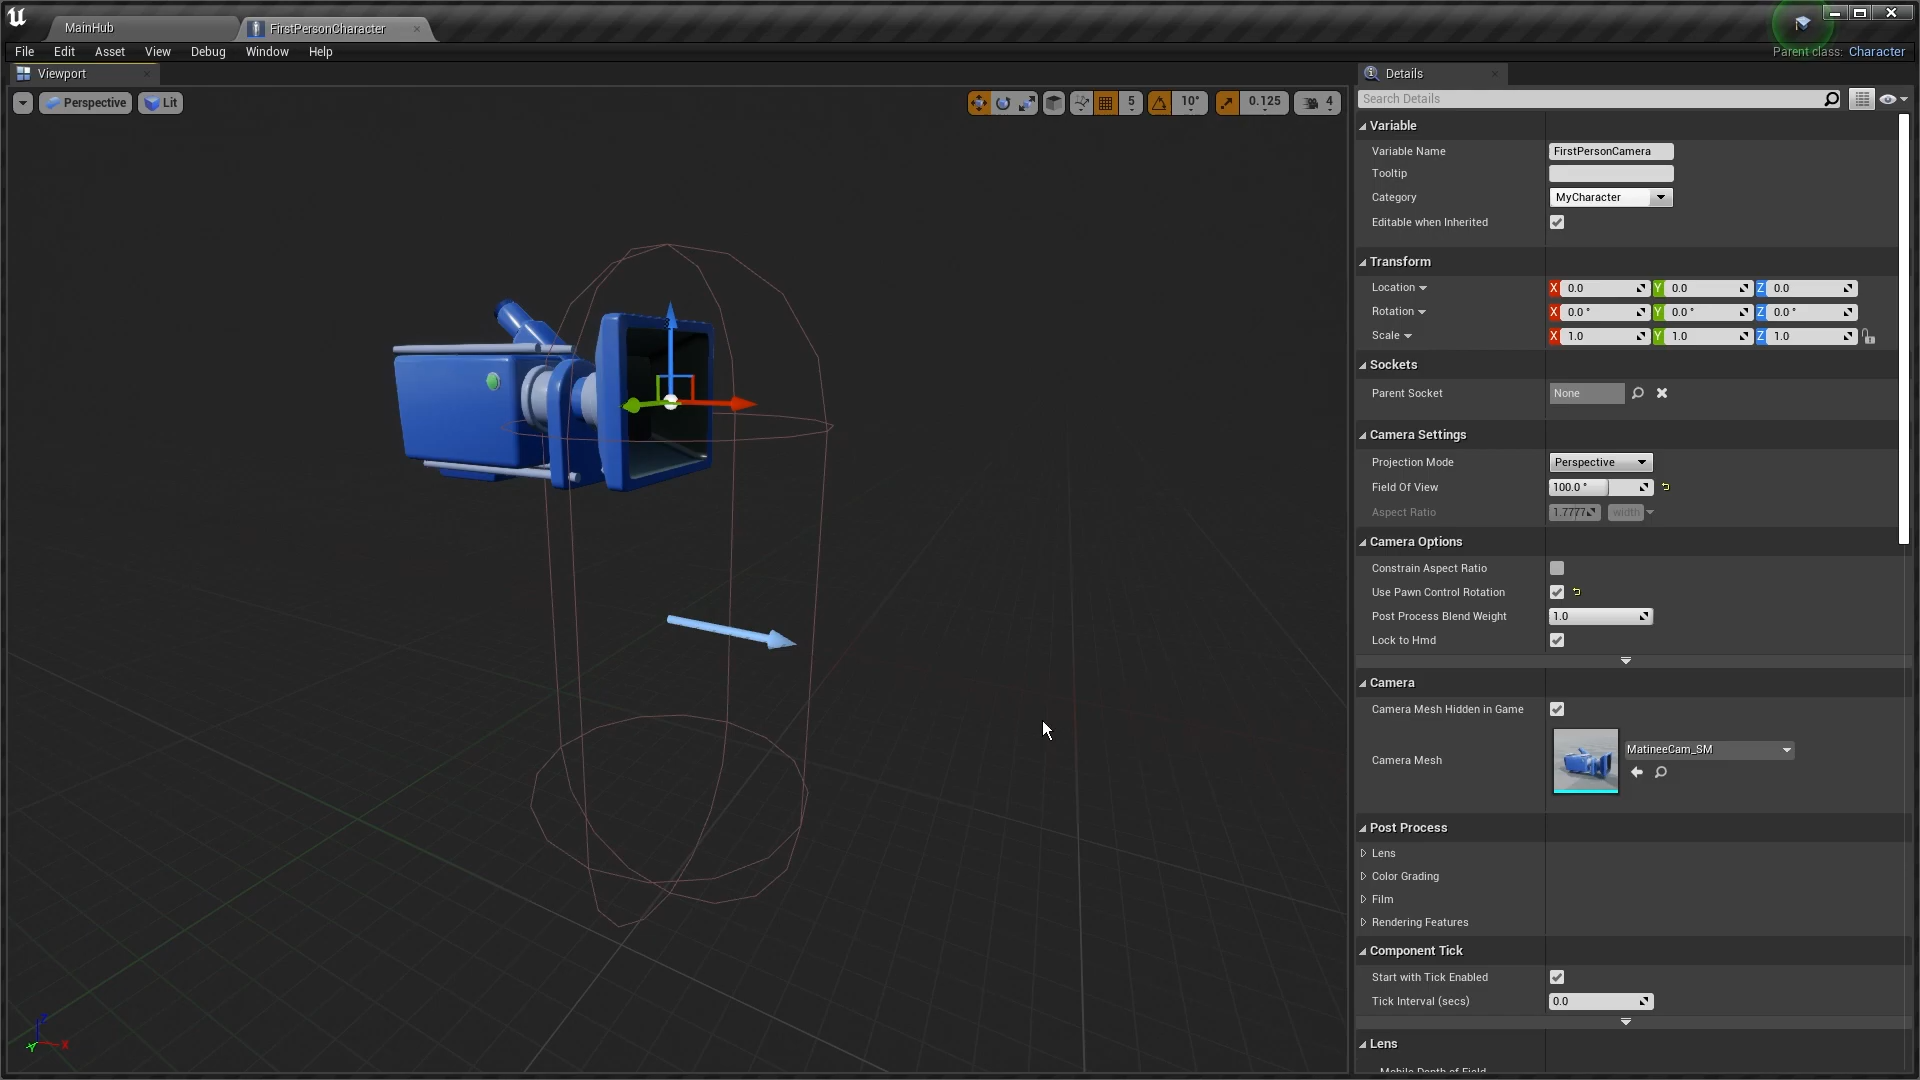 MainHub
FirstPersonCharacter
File Edit Asset View Debug Window Help
Parent class: Character
Viewport
Perspective Lit
5 10° 0.125 4
Details
Search Details
Variable
Variable Name FirstPersonCamera
Tooltip
Category MyCharacter
Editable when Inherited
Transform
Location X 0.0 Y 0.0 Z 0.0
Rotation X 0.0 ° Y 0.0 ° Z 0.0 °
Scale X 1.0 Y 1.0 Z 1.0
Sockets
Parent Socket None
Camera Settings
Projection Mode Perspective
Field Of View 100.0 °
Aspect Ratio 1.7777 width
Camera Options
Constrain Aspect Ratio
Use Pawn Control Rotation
Post Process Blend Weight 1.0
Lock to Hmd
Camera
Camera Mesh Hidden in Game
Camera Mesh MatineeCam_SM
Post Process
Lens
Color Grading
Film
Rendering Features
Component Tick
Start with Tick Enabled
Tick Interval (secs) 0.0
Lens
Mobile Depth of Field
Z
Y X